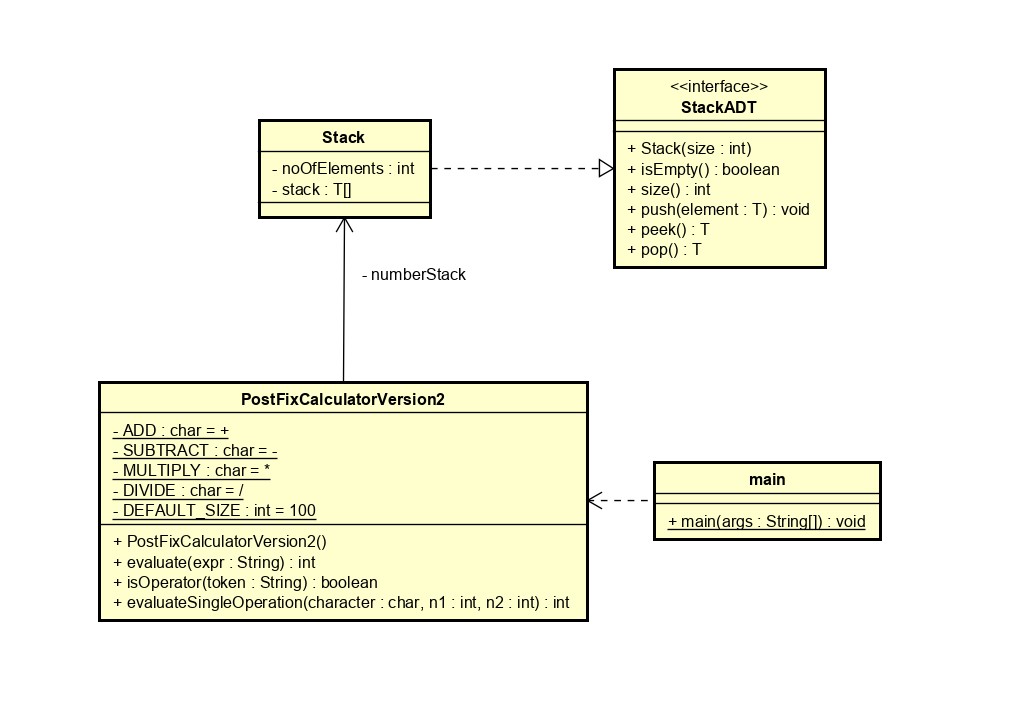 <<interface>>
StackADT
+ Stack(size : int)
+ isEmpty() : boolean
+ size() : int
+ push(element : T) : void
+ peek() : T
+ pop() : T
Stack
- noOfElements : int
- stack : T[]
- numberStack
PostFixCalculatorVersion2
- ADD : char = +
- SUBTRACT : char = -
- MULTIPLY : char = *
- DIVIDE : char = /
- DEFAULT_SIZE : int = 100
+ PostFixCalculatorVersion2()
+ evaluate(expr : String) : int
+ isOperator(token : String) : boolean
+ evaluateSingleOperation(character : char, n1 : int, n2 : int) : int
main
+ main(args : String[]) : void